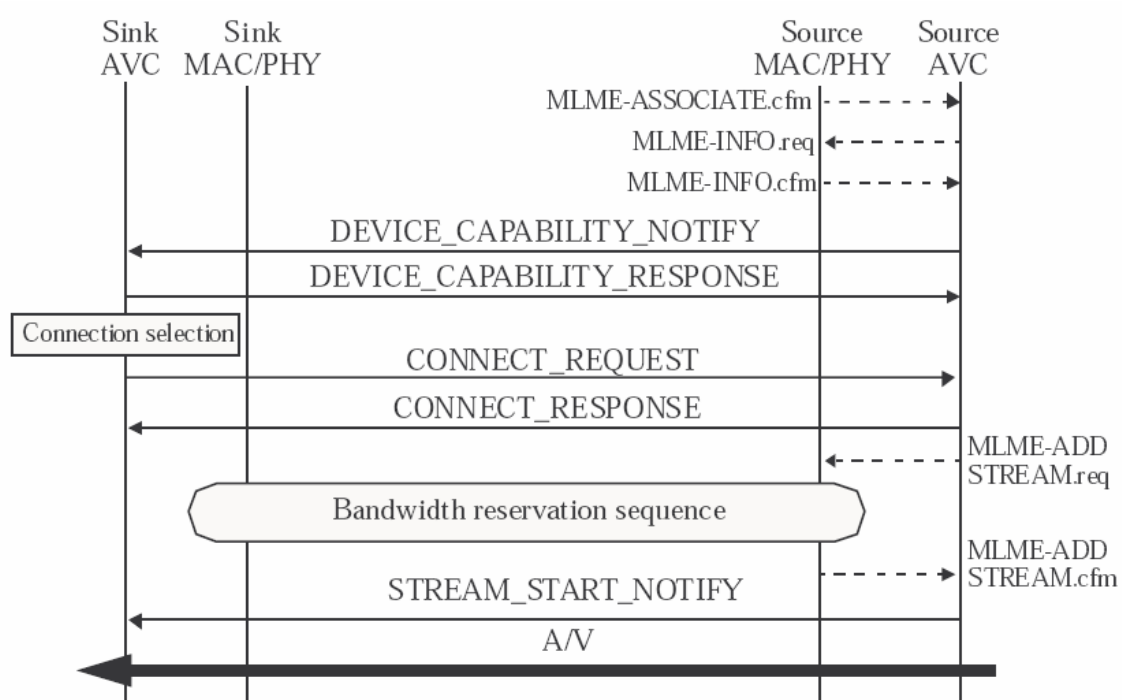 Sink
AVC
Sink
MAC/PHY
Source
MAC/PHY
Source
AVC
MLME-ASSOCIATE.cfm
MLME-INFO.req
MLME-INFO.cfm
DEVICE_CAPABILITY_NOTIFY
DEVICE_CAPABILITY_RESPONSE
Connection selection
CONNECT_REQUEST
CONNECT_RESPONSE
MLME-ADD
STREAM.req
Bandwidth reservation sequence
MLME-ADD
STREAM.cfm
STREAM_START_NOTIFY
A/V